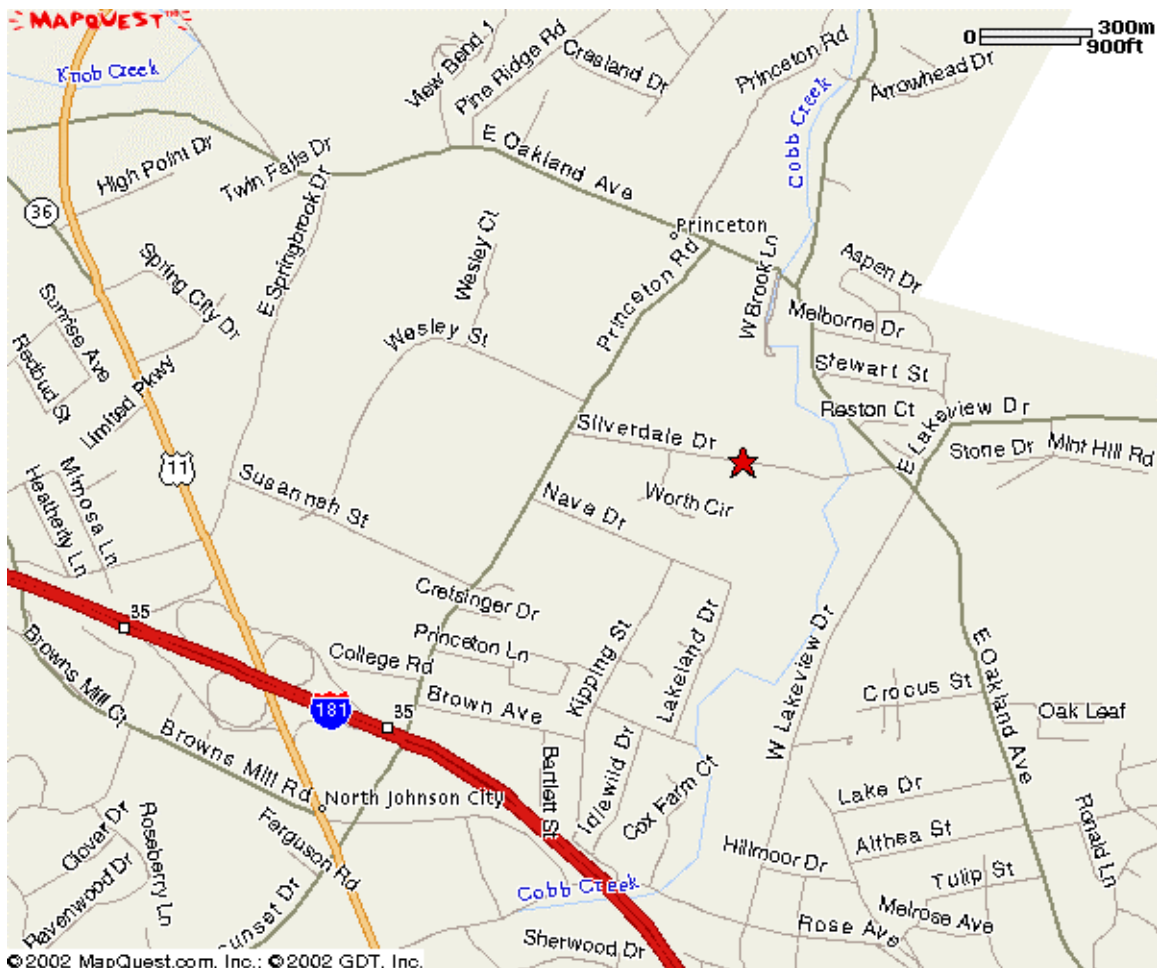 MAPQUEST
0 300m
900ft
Knob Creek
View Bend 1
Pine Ridge Rd
Crasland Dr
Princeton Rd
Arrowhead Dr
Cobb Creek
E Oakland Ave
High Point Dr
Twin Falls Dr
36
E Springbrook Dr
Wesley Ct
Princeton
Princeton Rd
W Brook Ln
Aspen Dr
Spring City Dr
Sunrise Ave
Redbud St
Limited Pkwy
Wesley St
Melborne Dr
Stewart St
Reston Ct
E Lakeview Dr
Silverdale Dr
Stone Dr
Mint Hill Rd
11
Mimosa Ln
Heatherly Ln
Susannah St
Nava Dr
Worth Cir
35
Cretsinger Dr
Princeton Ln
College Rd
Brown Ave
Kipping St
Lakeland Dr
W Lakeview Dr
E Oakland Ave
Crocus St
Oak Leaf
Browns Mill Ct
181
35
Browns Mill Rd
North Johnson City
Bartlett St
Idlewild Dr
Cox Farm Ct
Lake Dr
Althea St
Ronald Ln
Clover Dr
Roseberry Ln
Ravenwood Dr
Ferguson Rd
Sunset Dr
Cobb Creek
Hillmoor Dr
Tulip St
Melrose Ave
Rose Ave
Sherwood Dr
©2002 MapQuest.com, Inc.; ©2002 GDT, Inc.